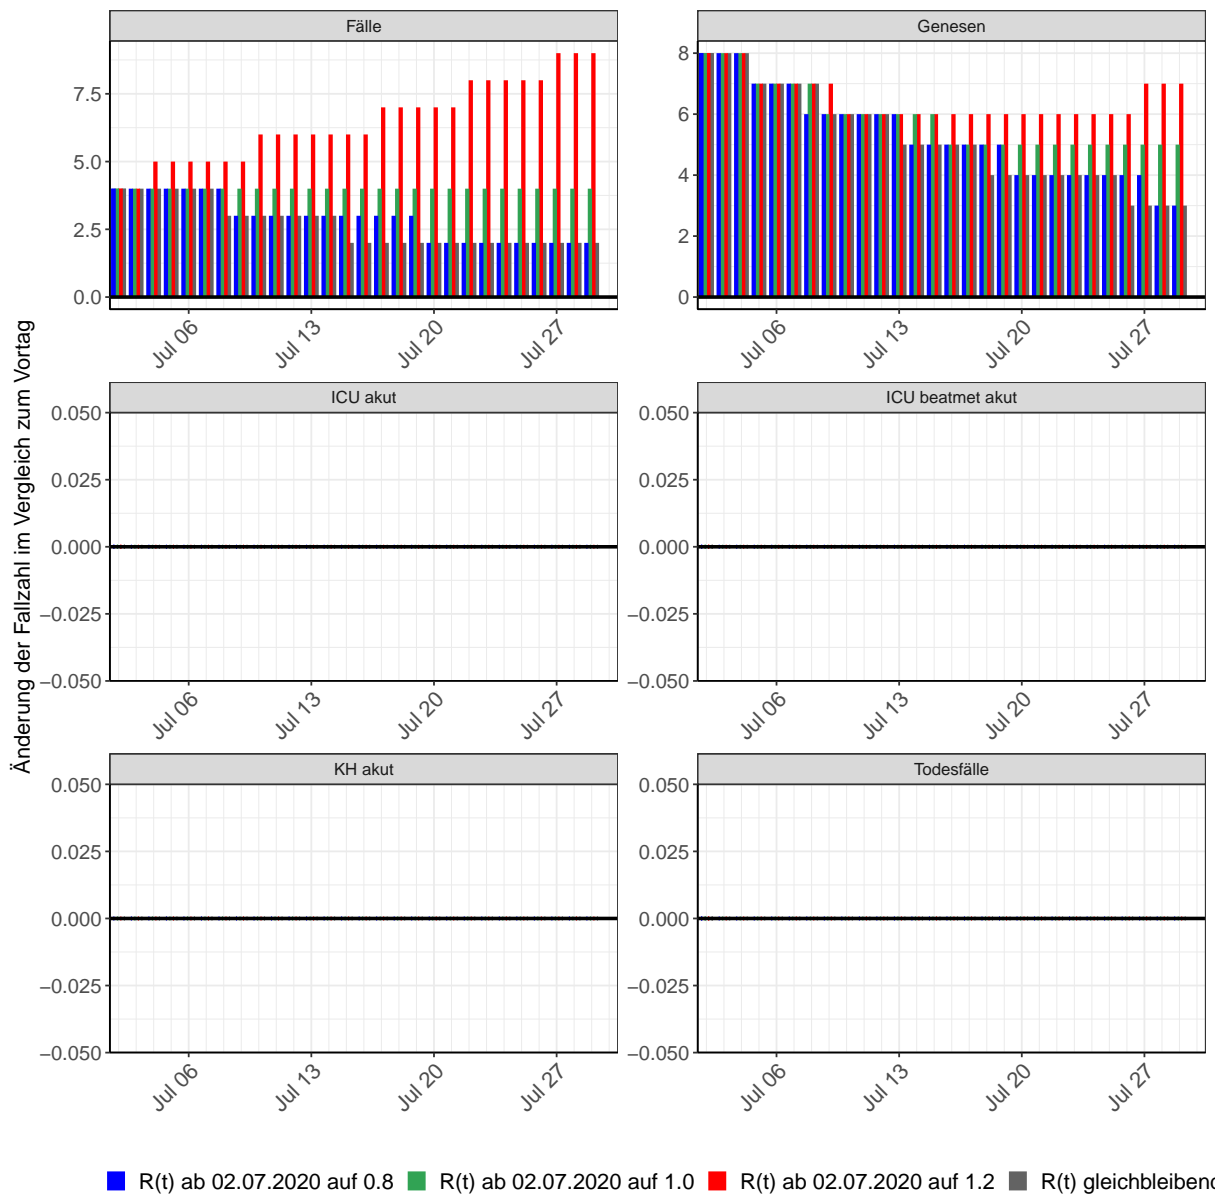 Fälle
Genesen
7.5
5.0
2.5
0.0
8
6
4
2
0
Jul 06
Jul 13
Jul 20
Jul 27
Jul 06
Jul 13
Jul 20
Jul 27
Änderung der Fallzahl im Vergleich zum Vortag
ICU akut
ICU beatmet akut
0.050
0.025
0.000
−0.025
−0.050
0.050
0.025
0.000
−0.025
−0.050
Jul 06
Jul 13
Jul 20
Jul 27
Jul 06
Jul 13
Jul 20
Jul 27
KH akut
Todesfälle
0.050
0.025
0.000
−0.025
−0.050
0.050
0.025
0.000
−0.025
−0.050
Jul 06
Jul 13
Jul 20
Jul 27
Jul 06
Jul 13
Jul 20
Jul 27
R(t) ab 02.07.2020 auf 0.8
R(t) ab 02.07.2020 auf 1.0
R(t) ab 02.07.2020 auf 1.2
R(t) gleichbleibend